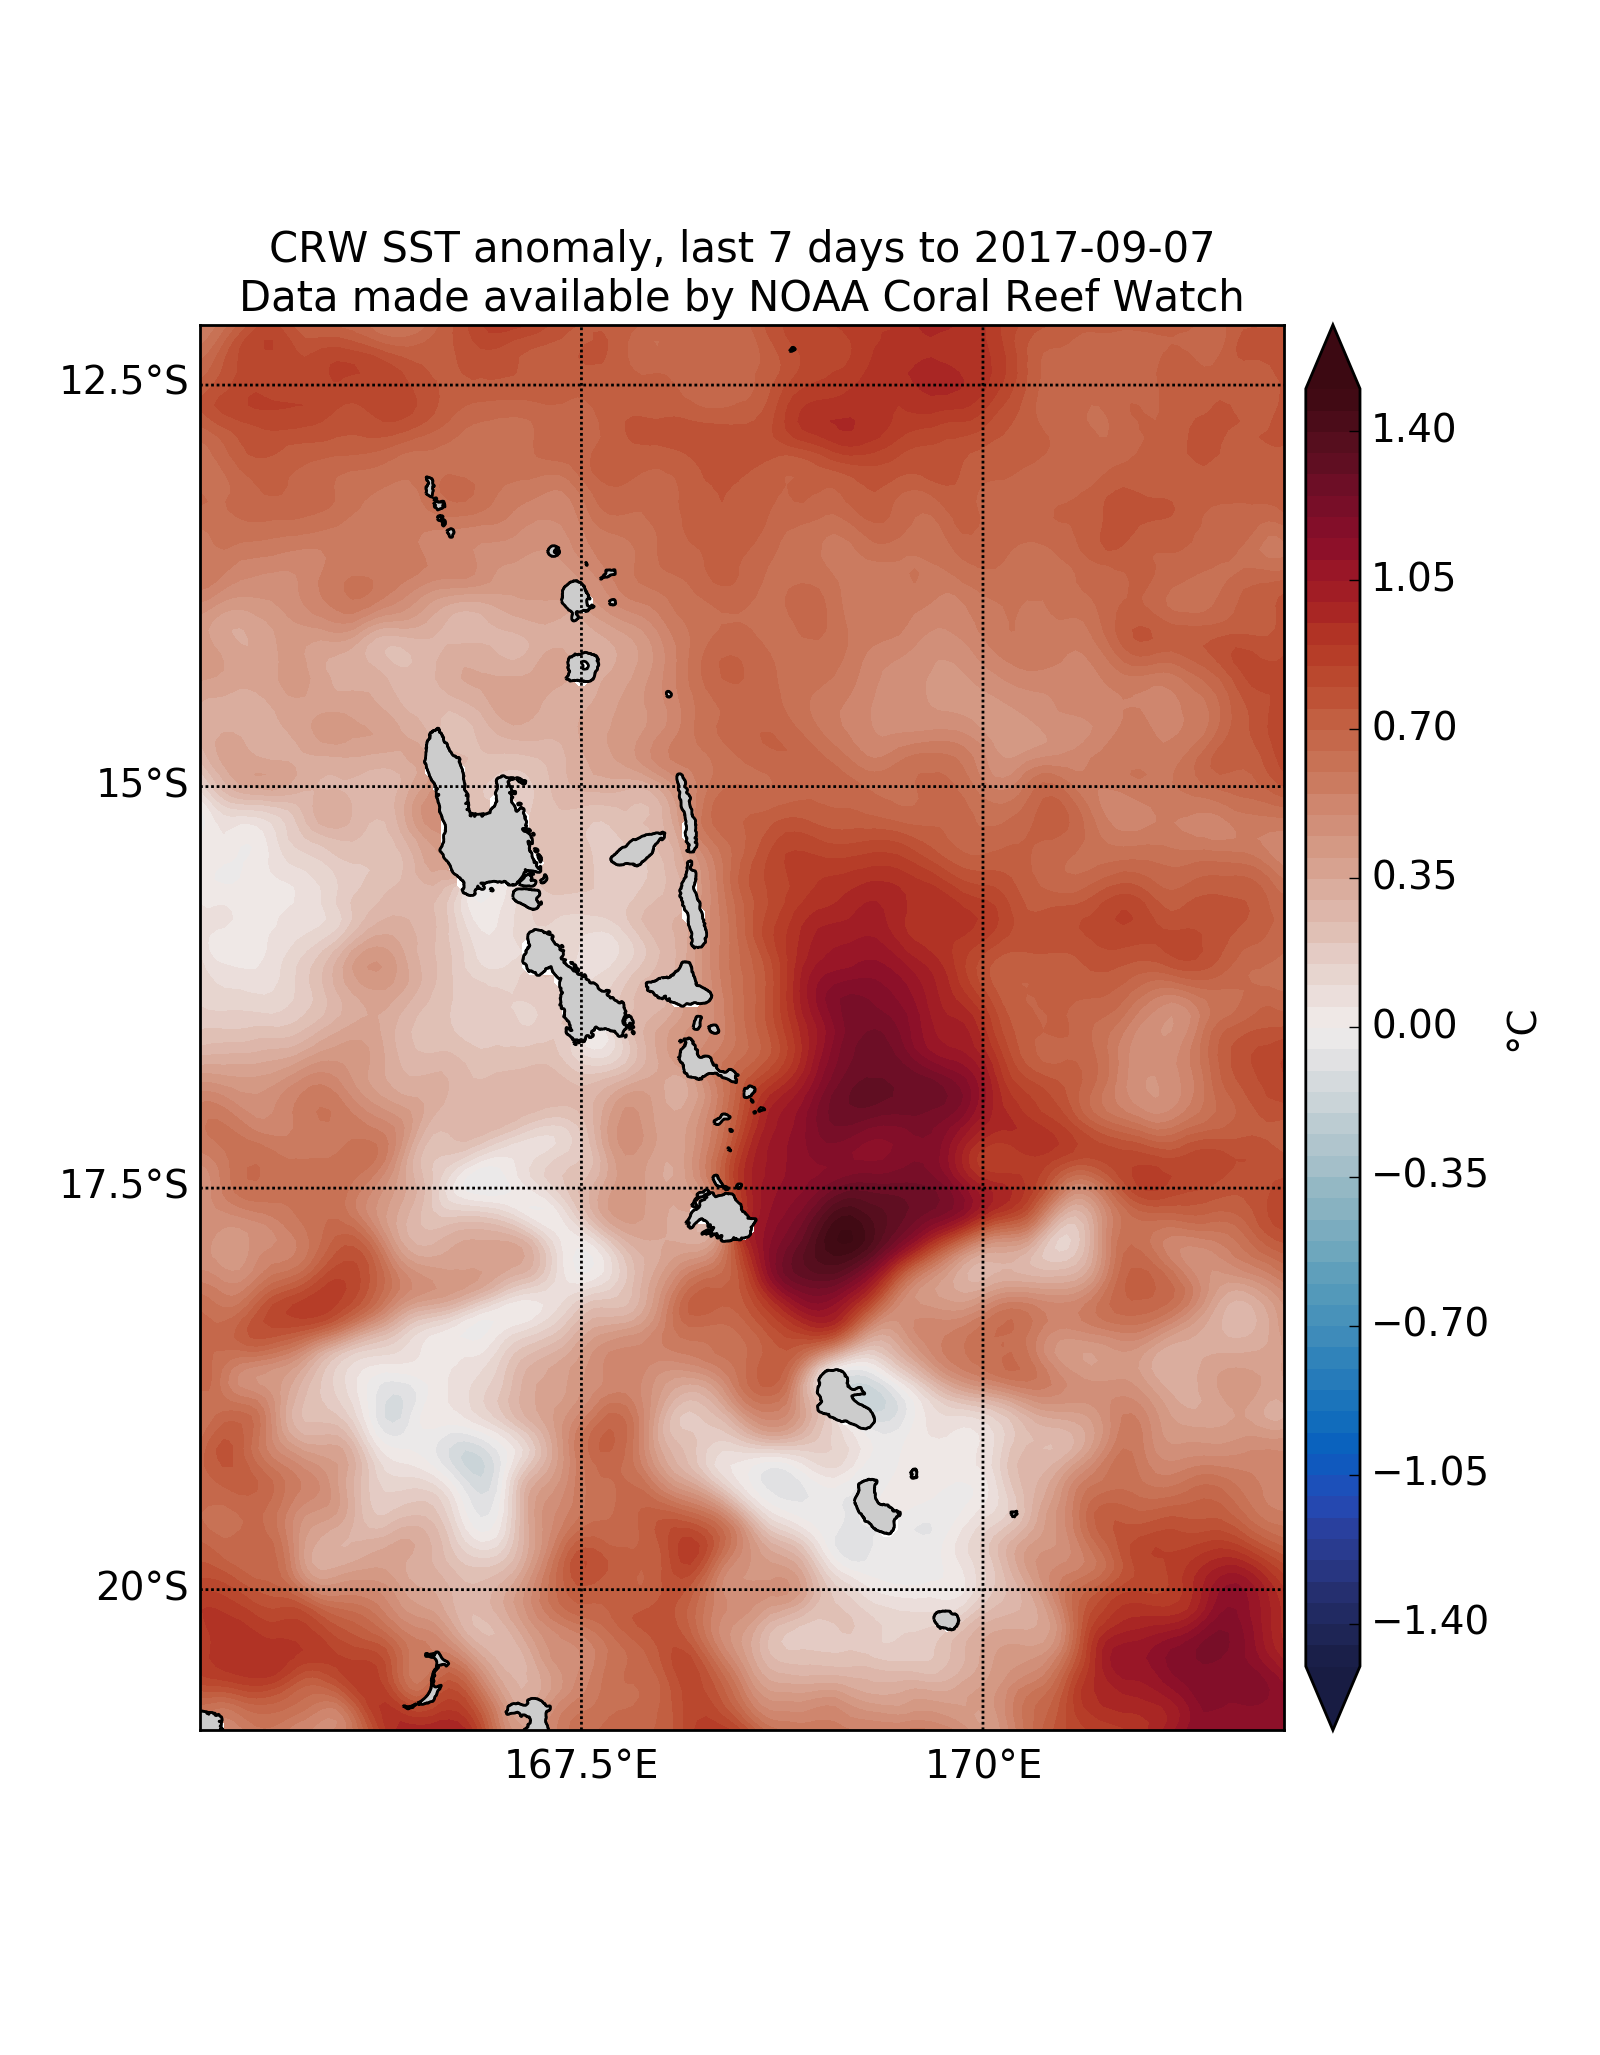 CRW SST anomaly, last 7 days to 2017-09-07
Data made available by NOAA Coral Reef Watch
12.5°S
15°S
17.5°S
20°S
167.5°E
170°E
1.40
1.05
0.70
0.35
0.00
−0.35
−0.70
−1.05
−1.40
°C